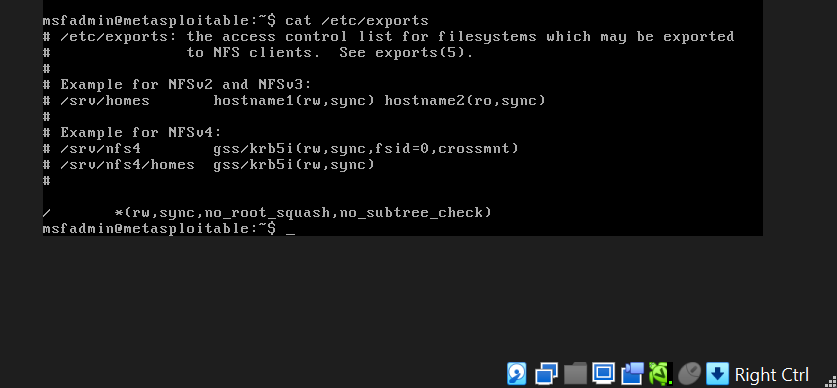 msfadmin@metasploitable:~$ cat /etc/exports
# /etc/exports: the access control list for filesystems which may be exported
#               to NFS clients.  See exports(5).
#
# Example for NFSv2 and NFSv3:
# /srv/homes       hostname1(rw,sync) hostname2(ro,sync)
#
# Example for NFSv4:
# /srv/nfs4        gss/krb5i(rw,sync,fsid=0,crossmnt)
# /srv/nfs4/homes  gss/krb5i(rw,sync)
#
/       *(rw,sync,no_root_squash,no_subtree_check)
msfadmin@metasploitable:~$ _
Right Ctrl